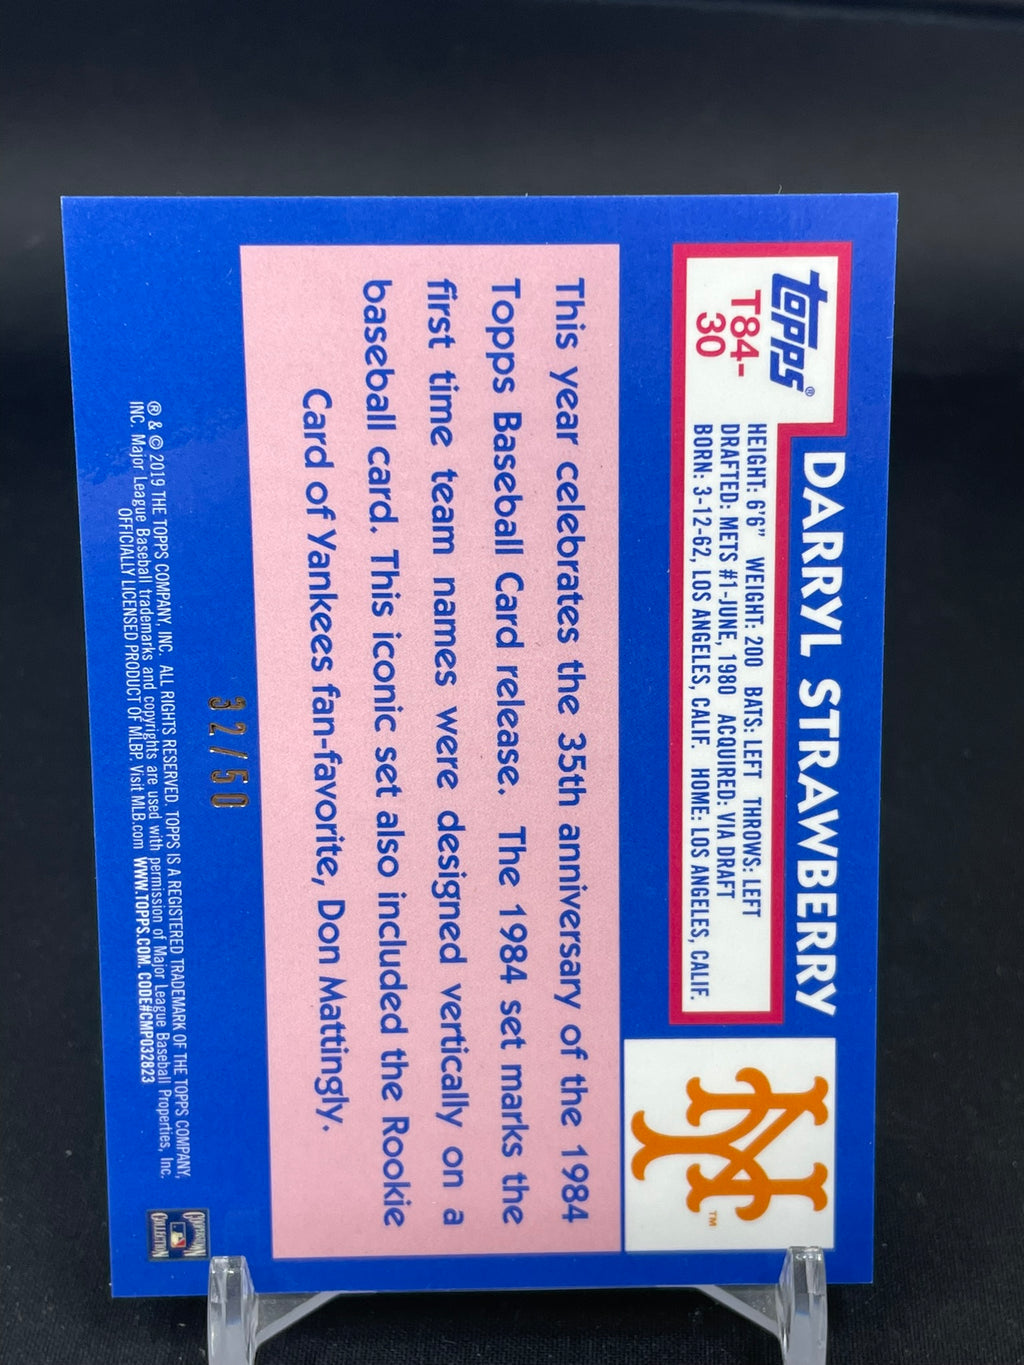 topps®
T84-
30
DARRYL STRAWBERRY
HEIGHT: 6'6" WEIGHT: 200 BATS: LEFT THROWS: LEFT
DRAFTED: METS #1-JUNE, 1980 ACQUIRED: VIA DRAFT
BORN: 3-12-62, LOS ANGELES, CALIF. HOME: LOS ANGELES, CALIF.
NY
TM
This year celebrates the 35th anniversary of the 1984
Topps Baseball Card release. The 1984 set marks the
first time team names were designed vertically on a
baseball card. This iconic set also included the Rookie
Card of Yankees fan-favorite, Don Mattingly.
32/50
® & © 2019 THE TOPPS COMPANY, INC. ALL RIGHTS RESERVED. TOPPS IS A REGISTERED TRADEMARK OF THE TOPPS COMPANY,
INC. Major League Baseball trademarks and copyrights are used with permission of Major League Baseball Properties, Inc.
OFFICIALLY LICENSED PRODUCT OF MLBP. Visit MLB.com WWW.TOPPS.COM. CODE#CMP032823
COOPERSTOWN
COLLECTION